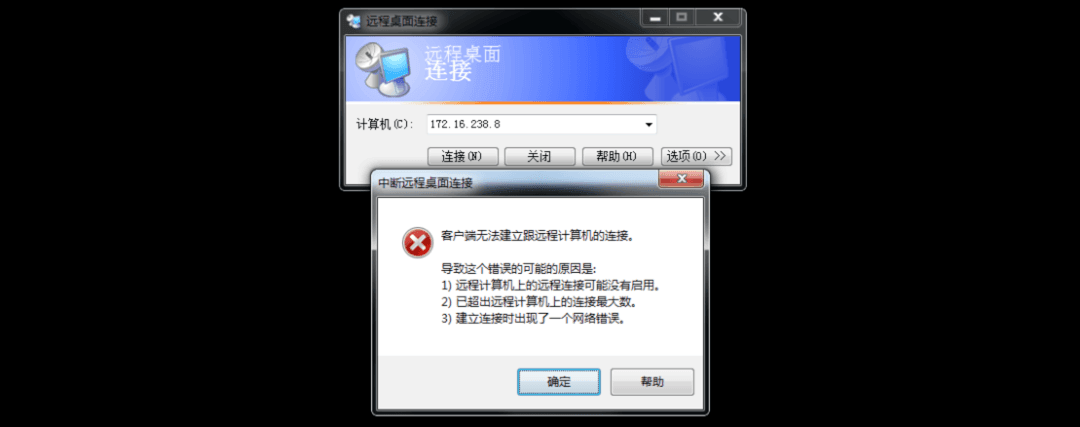 远程桌面连接
远程桌面
连接
计算机(C): 172.16.238.8
连接(N) 关闭 帮助(H) 选项(O) >>
中断远程桌面连接
客户端无法建立跟远程计算机的连接。
导致这个错误的可能的原因是:
1) 远程计算机上的远程连接可能没有启用。
2) 已超出远程计算机上的连接最大数。
3) 建立连接时出现了一个网络错误。
确定 帮助